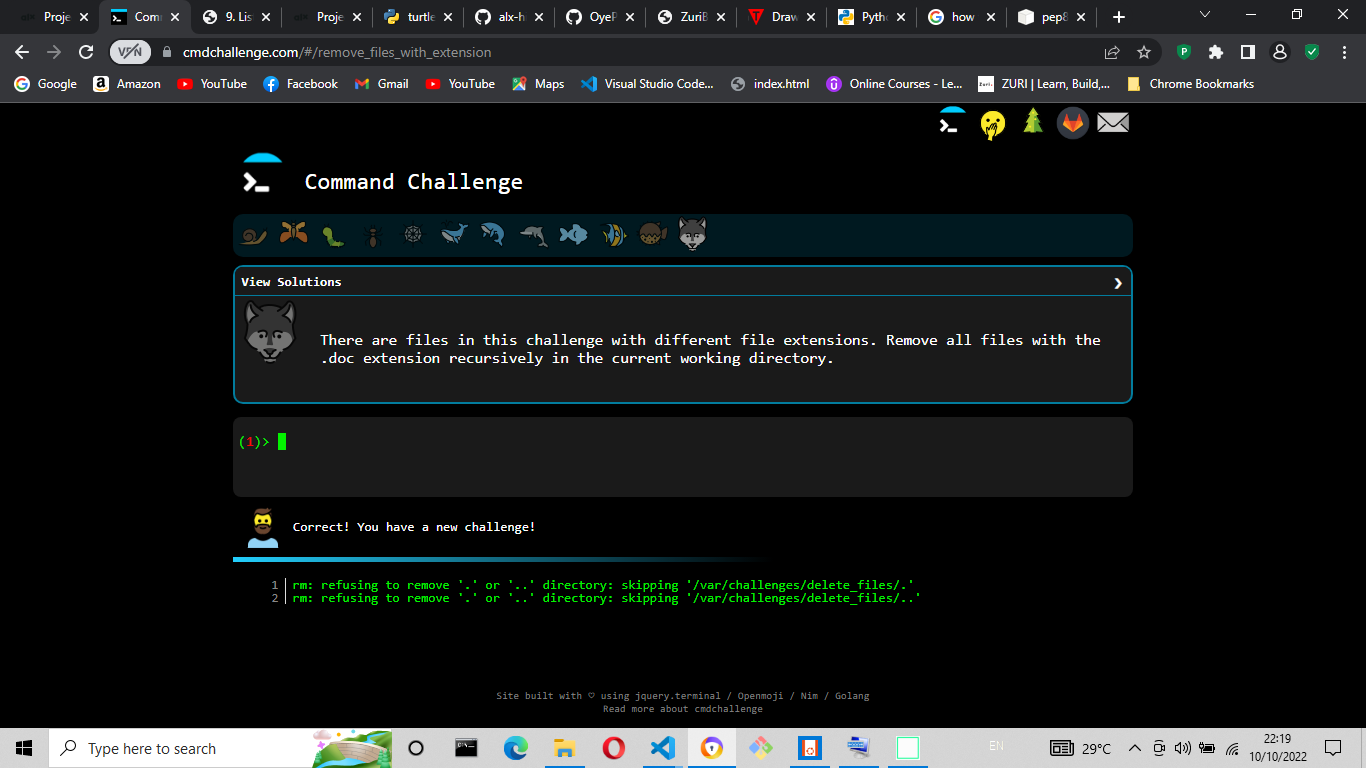 Proje
Com
9. Lis
Proje
turtle
alx-h
OyeP
ZuriB
Draw
Pyth
how
pep8
VPN
cmdchallenge.com/#/remove_files_with_extension
Google
Amazon
YouTube
Facebook
Gmail
YouTube
Maps
Visual Studio Code...
index.html
Online Courses - Le...
ZURI | Learn, Build,...
Chrome Bookmarks
Command Challenge
View Solutions
There are files in this challenge with different file extensions. Remove all files with the
.doc extension recursively in the current working directory.
(1)>
Correct! You have a new challenge!
1 rm: refusing to remove '.' or '..' directory: skipping '/var/challenges/delete_files/.'
2 rm: refusing to remove '.' or '..' directory: skipping '/var/challenges/delete_files/..'
Site built with ♡ using jquery.terminal / Openmoji / Nim / Golang
Read more about cmdchallenge
Type here to search
EN
29°C
22:19
10/10/2022